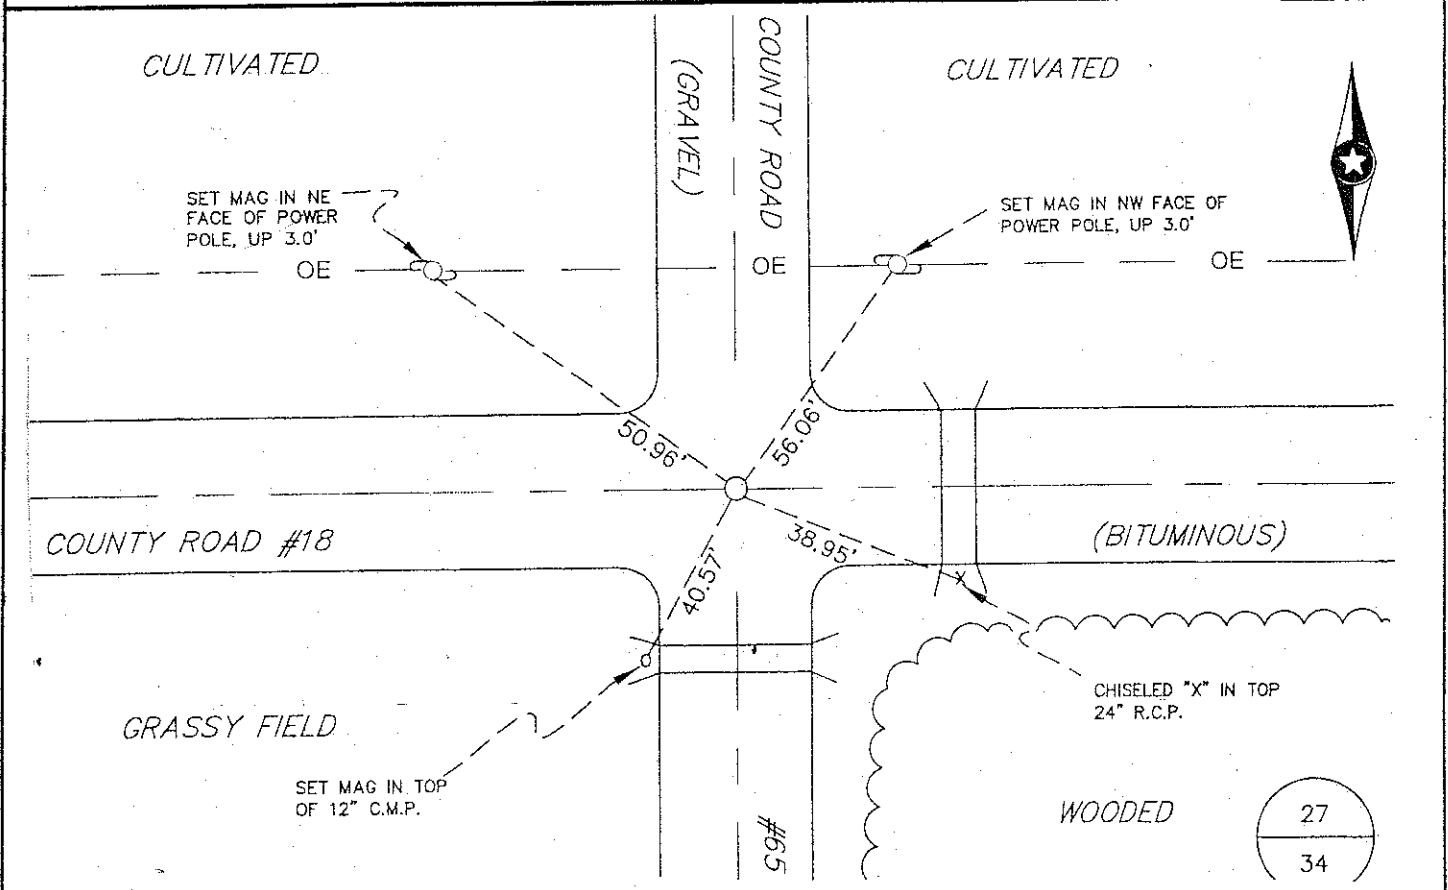 CULTIVATED
COUNTY ROAD
(GRAVEL)
CULTIVATED
SET MAG IN NE
FACE OF POWER
POLE, UP 3.0'
SET MAG IN NW FACE OF
POWER POLE, UP 3.0'
OE
OE
OE
50.96'
56.06'
COUNTY ROAD #18
38.95'
(BITUMINOUS)
40.57'
X
CHISELED "X" IN TOP
24" R.C.P.
GRASSY FIELD
SET MAG IN TOP
OF 12" C.M.P.
#65
WOODED
27
34